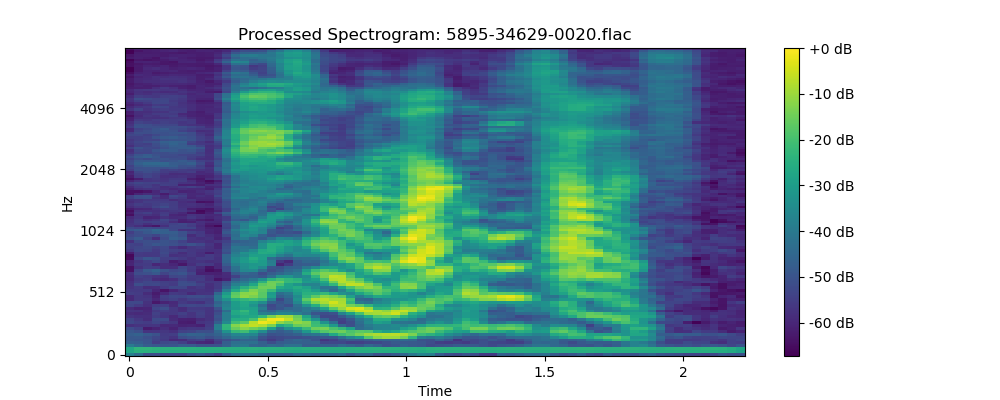 Processed Spectrogram: 5895-34629-0020.flac
+0 dB
-10 dB
-20 dB
-30 dB
-40 dB
-50 dB
-60 dB
4096
2048
1024
512
0
Hz
0
0.5
1
1.5
2
Time